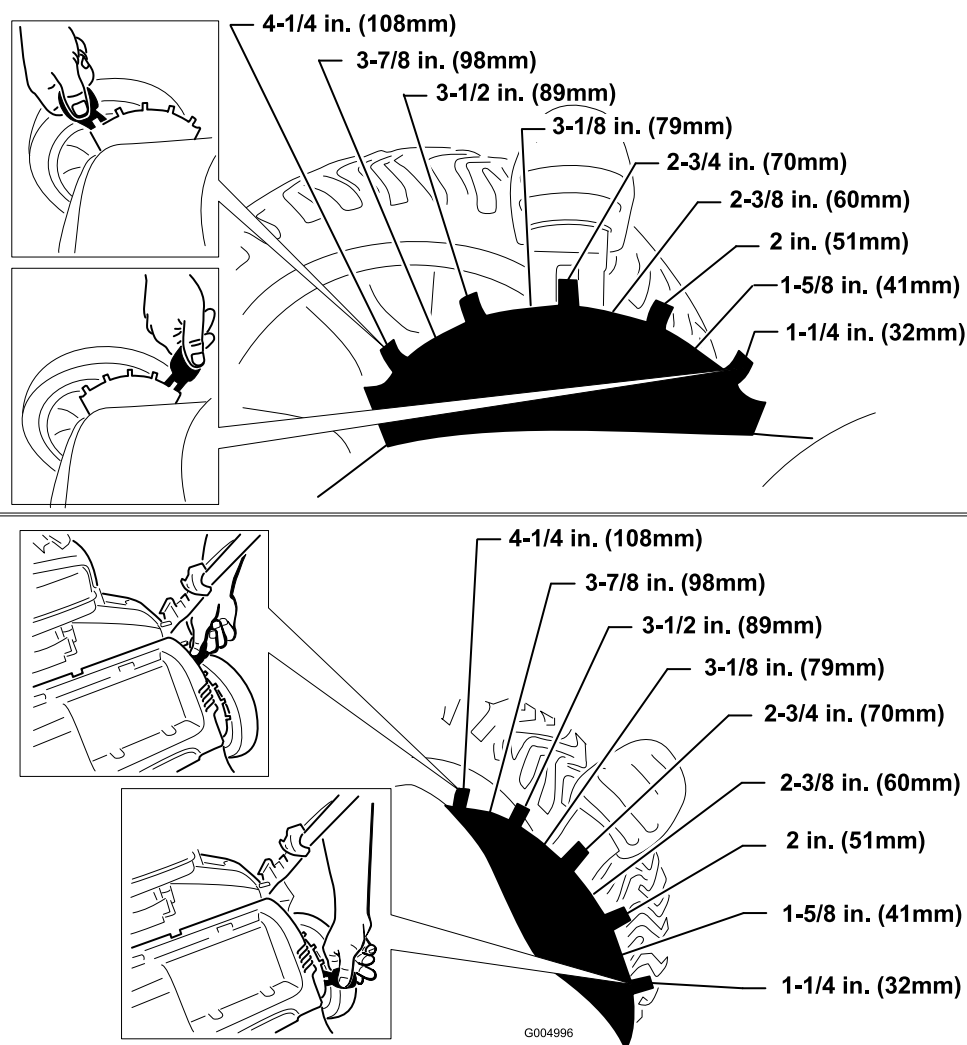 4-1/4 in. (108mm)
3-7/8 in. (98mm)
3-1/2 in. (89mm)
3-1/8 in. (79mm)
2-3/4 in. (70mm)
2-3/8 in. (60mm)
2 in. (51mm)
1-5/8 in. (41mm)
1-1/4 in. (32mm)
4-1/4 in. (108mm)
3-7/8 in. (98mm)
3-1/2 in. (89mm)
3-1/8 in. (79mm)
2-3/4 in. (70mm)
2-3/8 in. (60mm)
2 in. (51mm)
1-5/8 in. (41mm)
1-1/4 in. (32mm)
G004996